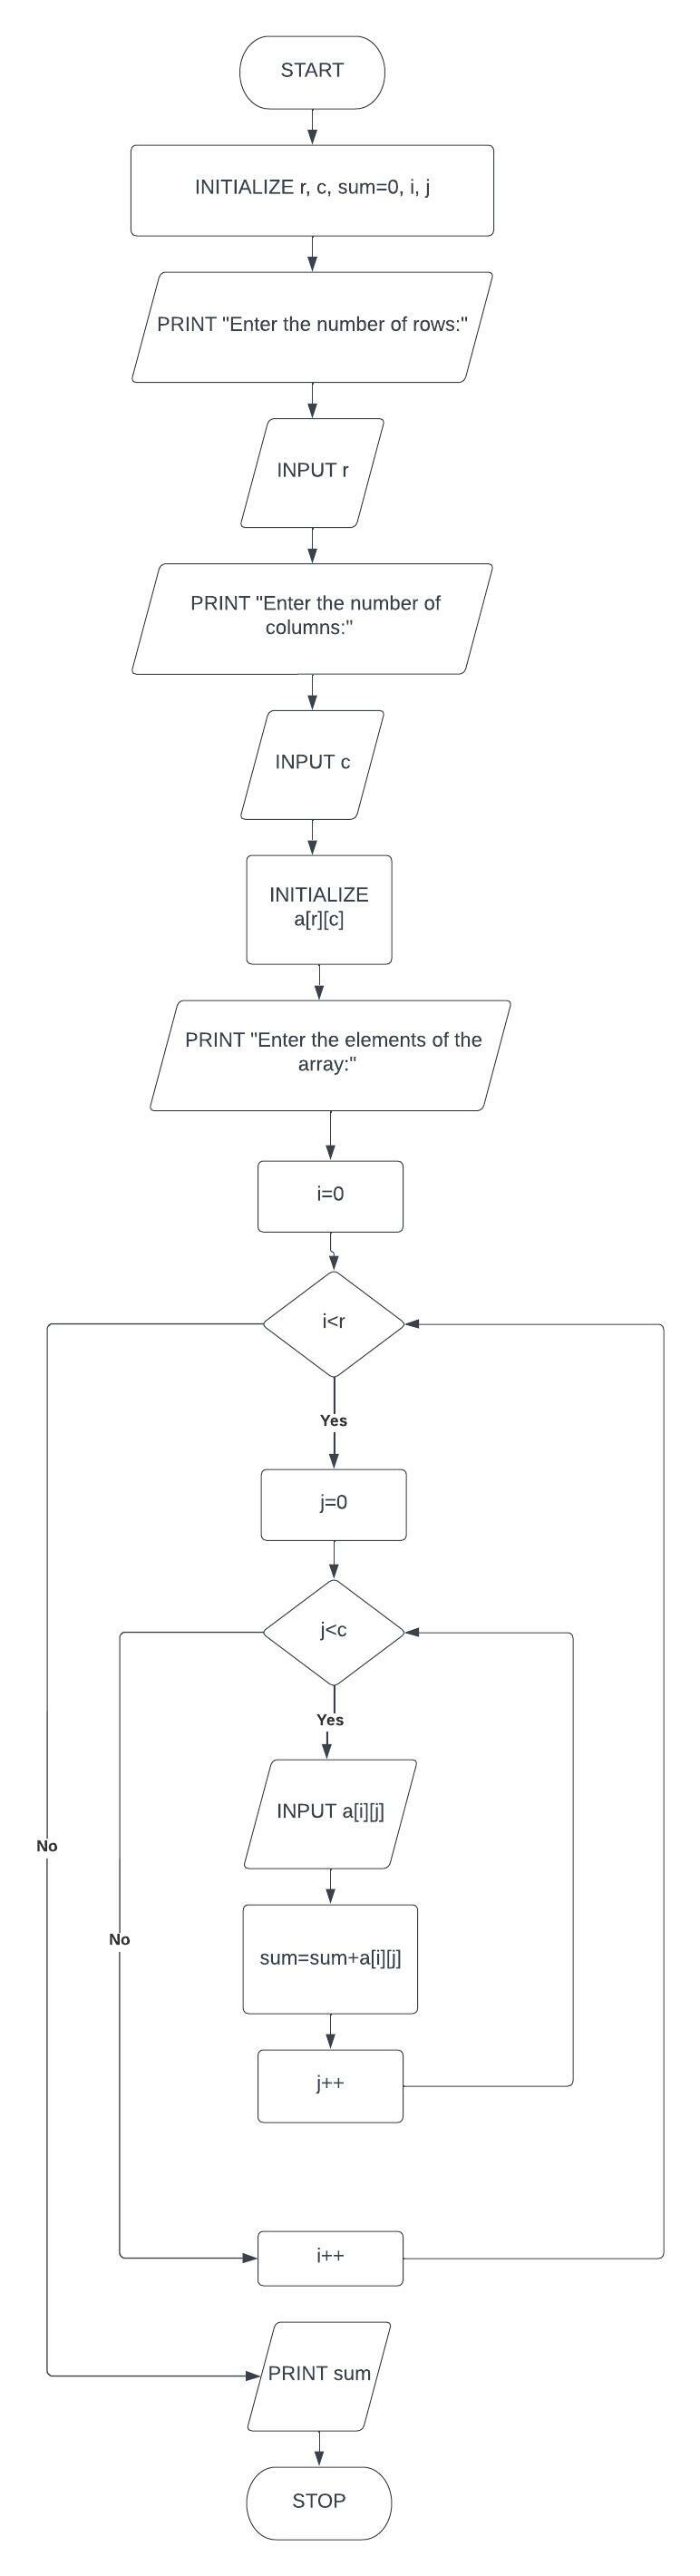 START
INITIALIZE r, c, sum=0, i, j
PRINT "Enter the number of rows:"
INPUT r
PRINT "Enter the number of
columns:"
INPUT c
INITIALIZE
a[r][c]
PRINT "Enter the elements of the
array:"
i=0
i<r
Yes
j=0
j<c
Yes
INPUT a[i][j]
No
No
sum=sum+a[i][j]
j++
i++
PRINT sum
STOP